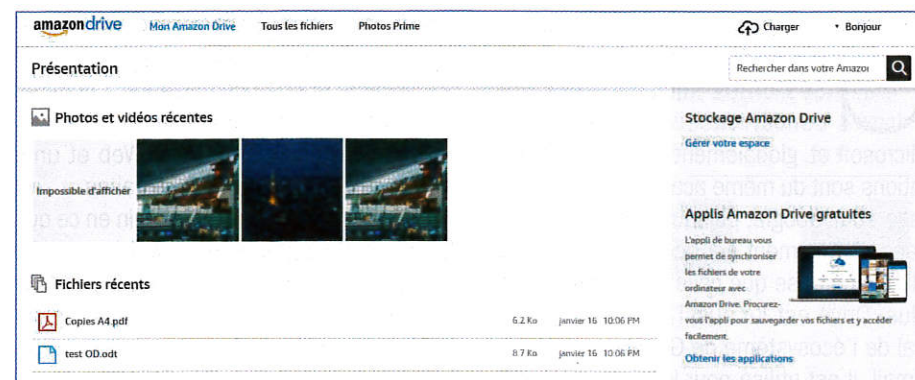 amazondrive Mon Amazon Drive Tous les fichiers Photos Prime Charger Bonjour
Présentation Rechercher dans votre Amazo
Photos et vidéos récentes
Impossible d'afficher
Fichiers récents
Copies A4.pdf 6.2 Ko janvier 16 10:06 PM
test OD.odt 8.7 Ko janvier 16 10:06 PM
Stockage Amazon Drive
Gérer votre espace
Applis Amazon Drive gratuites
L'appli de bureau vous
permet de synchroniser
les fichiers de votre
ordinateur avec
Amazon Drive. Procurez-
vous l'appli pour sauvegarder vos fichiers et y accéder
facilement.
Obtenir les applications